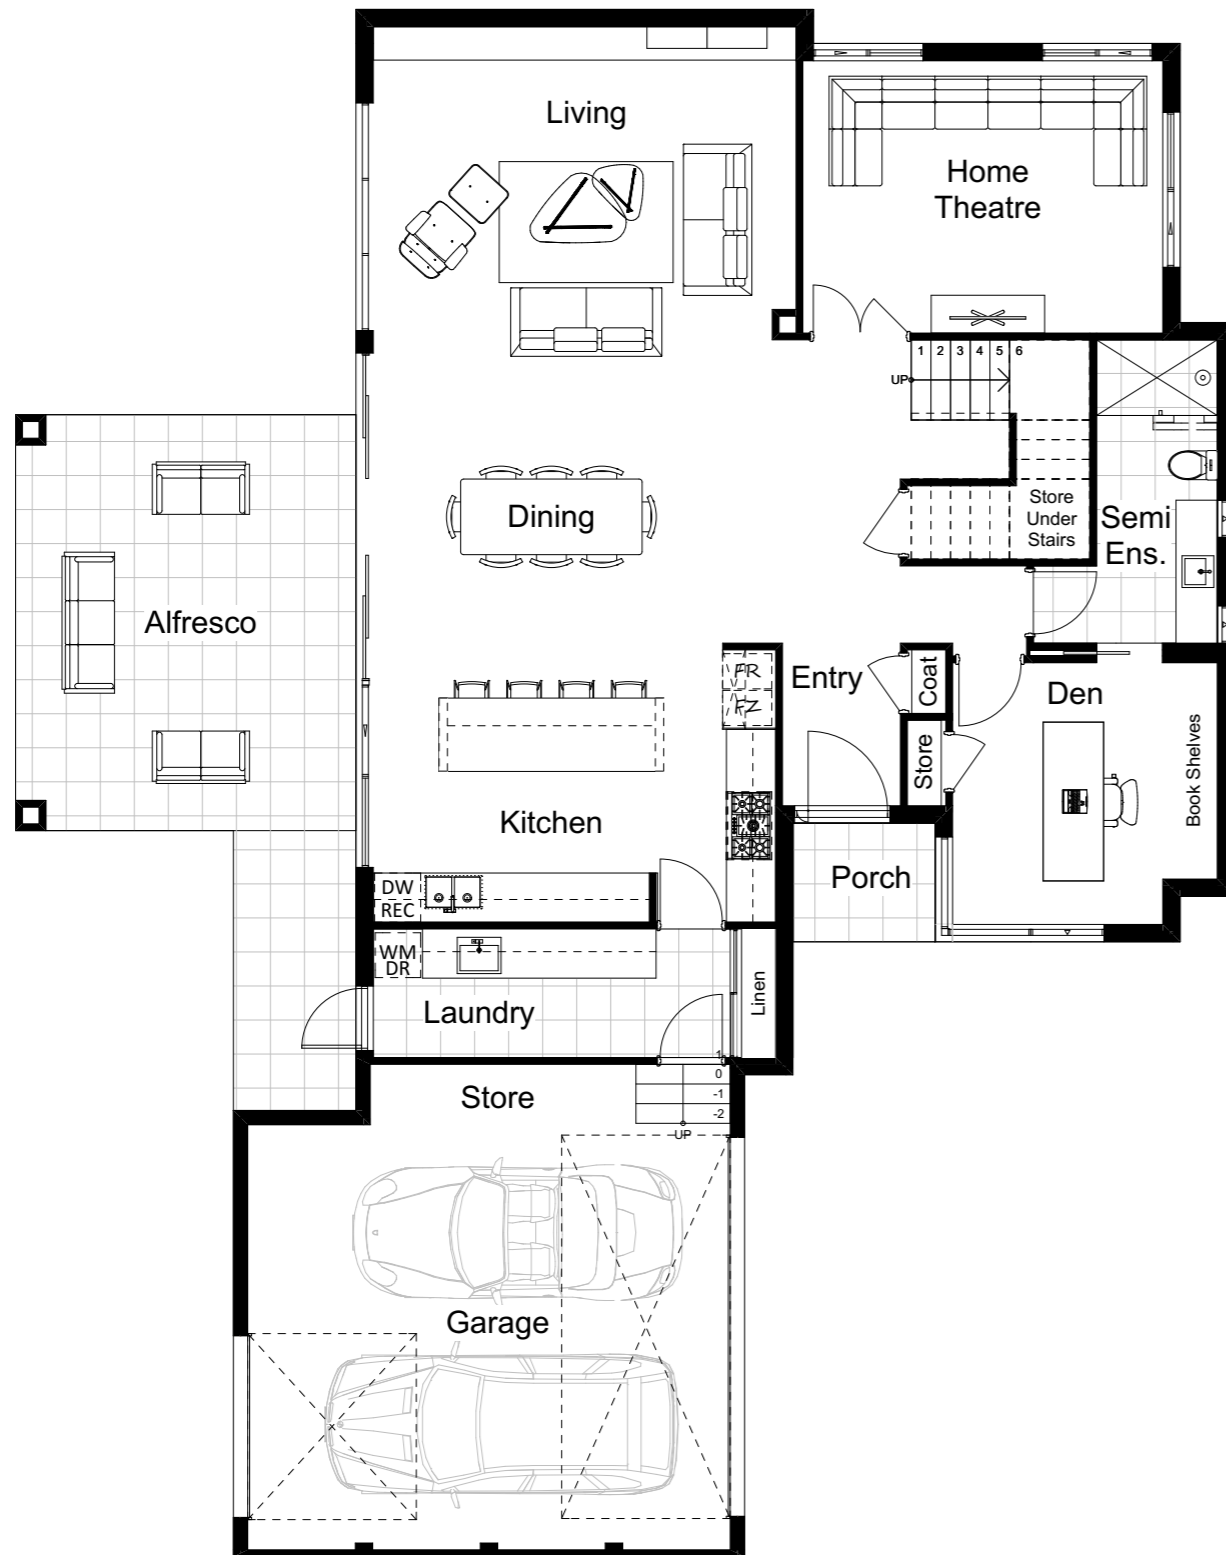 Living
Home
Theatre
1 2 3 4 5 6
UP
Dining
Store
Under
Stairs
Semi
Ens.
Alfresco
FR
FZ
Entry
Coat
Den
Store
Book Shelves
Kitchen
Porch
DW
REC
WM
DR
Laundry
Linen
1
0
-1
-2
UP
Store
Garage